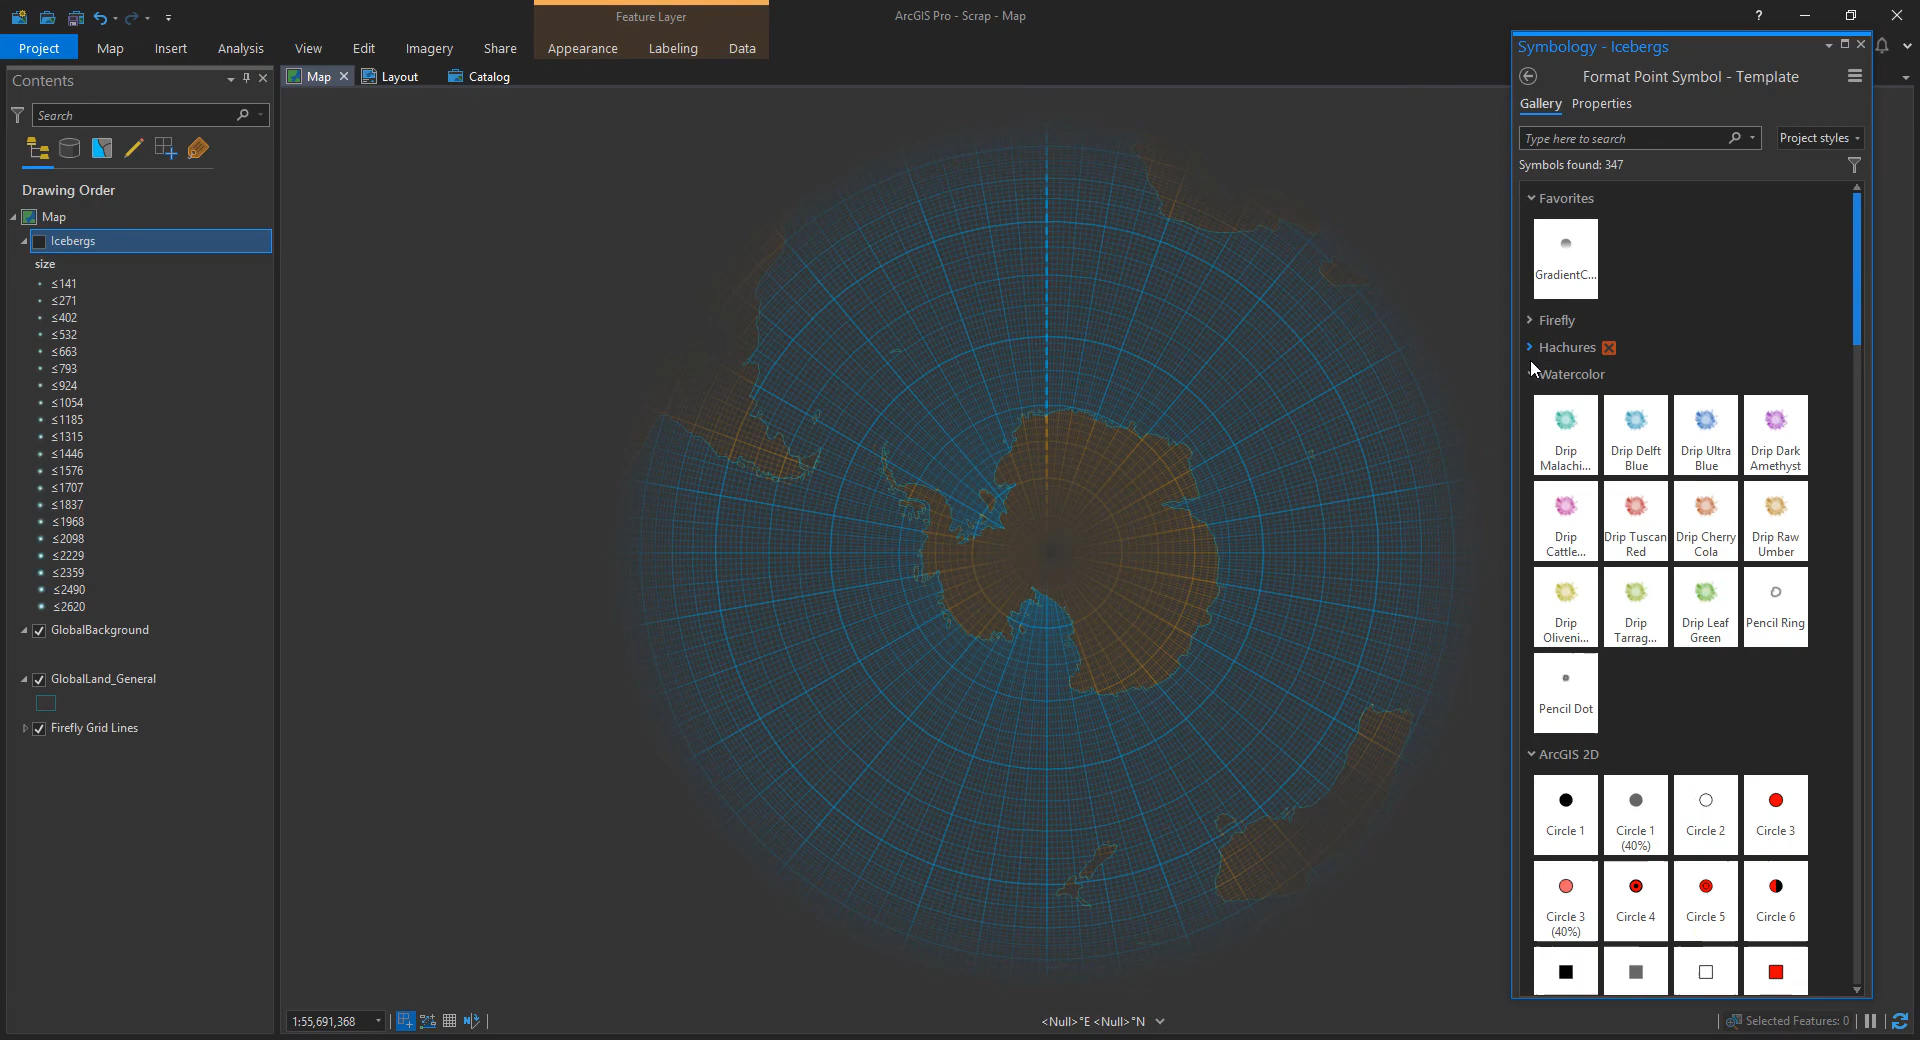 Feature Layer
ArcGIS Pro - Scrap - Map
?
Project
Map
Insert
Analysis
View
Edit
Imagery
Share
Appearance
Labeling
Data
Contents
Search
Drawing Order
Map
Icebergs
size
≤141
≤271
≤402
≤532
≤663
≤793
≤924
≤1054
≤1185
≤1315
≤1446
≤1576
≤1707
≤1837
≤1968
≤2098
≤2229
≤2359
≤2490
≤2620
GlobalBackground
GlobalLand_General
Firefly Grid Lines
Map
Layout
Catalog
1:55,691,368
<Null>°E <Null>°N
Selected Features: 0
Symbology - Icebergs
Format Point Symbol - Template
Gallery Properties
Type here to search
Project styles
Symbols found: 347
Favorites
GradientC...
Firefly
Hachures
Watercolor
Drip Malachi...
Drip Delft Blue
Drip Ultra Blue
Drip Dark Amethyst
Drip Cattle...
Drip Tuscan Red
Drip Cherry Cola
Drip Raw Umber
Drip Oliveni...
Drip Tarrag...
Drip Leaf Green
Pencil Ring
Pencil Dot
ArcGIS 2D
Circle 1
Circle 1 (40%)
Circle 2
Circle 3
Circle 3 (40%)
Circle 4
Circle 5
Circle 6